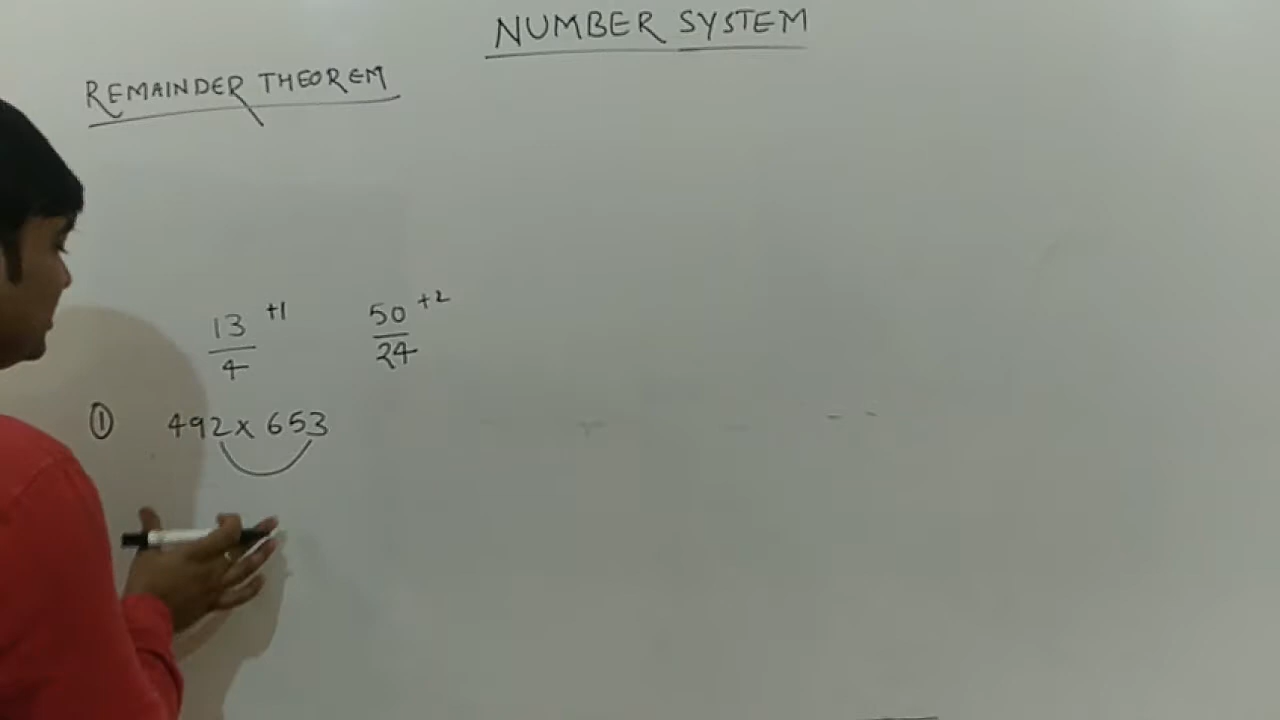 NUMBER SYSTEM
REMAINDER THEOREM
13 +1 50 +2
4 24
① 492 x 653